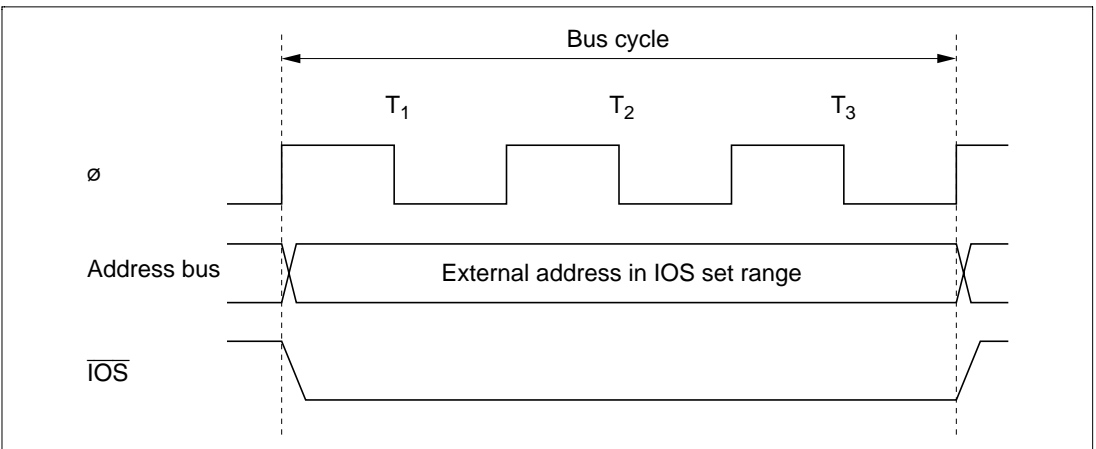 Bus cycle
T1 T2 T3
ø
Address bus External address in IOS set range
IOS